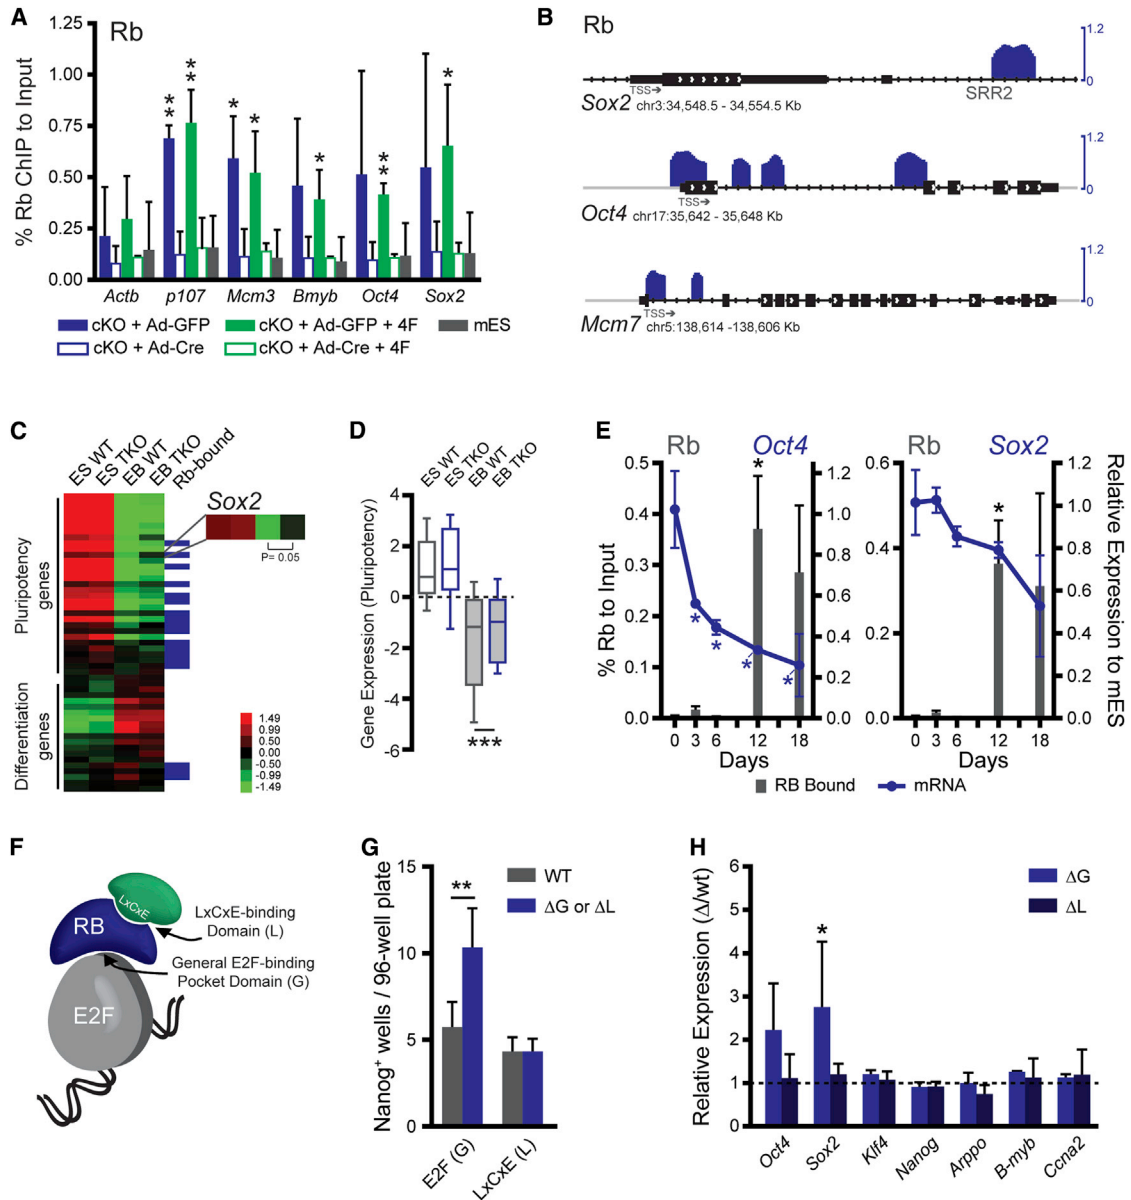 A
Rb
% Rb ChIP to Input
1.25
1.00
0.75
0.50
0.25
0.00
* * * * * * * * * *
Actb p107 Mcm3 Bmyb Oct4 Sox2
cKO + Ad-GFP
cKO + Ad-GFP + 4F
mES
cKO + Ad-Cre
cKO + Ad-Cre + 4F
B
Rb
1.2
0
TSS→
SRR2
Sox2 chr3:34,548.5 - 34,554.5 Kb
1.2
0
TSS→
Oct4 chr17:35,642 - 35,648 Kb
1.2
0
TSS→
Mcm7 chr5:138,614 -138,606 Kb
C
ES WT
ES TKO
EB WT
EB TKO
Rb-bound
Sox2
P= 0.05
Pluripotency genes
Differentiation genes
1.49
0.99
0.50
0.00
-0.50
-0.99
-1.49
D
ES WT
ES TKO
EB WT
EB TKO
Gene Expression (Pluripotency)
4
2
0
-2
-4
-6
***
E
Rb Oct4
% Rb to Input
0.5
0.4
0.3
0.2
0.1
0.0
*
* * * *
1.2
1.0
0.8
0.6
0.4
0.2
0.0
0 3 6 12 18
Days
Rb Sox2
0.6
0.4
0.2
0.0
*
1.2
1.0
0.8
0.6
0.4
0.2
0.0
Relative Expression to mES
0 3 6 12 18
Days
RB Bound
mRNA
F
LxCxE
RB
E2F
LxCxE-binding
Domain (L)
General E2F-binding
Pocket Domain (G)
G
Nanog+ wells / 96-well plate
15
10
5
0
**
WT
ΔG or ΔL
E2F (G)
LxCxE (L)
H
Relative Expression (Δ/wt)
6
5
4
3
2
1
0
*
ΔG
ΔL
Oct4
Sox2
Klf4
Nanog
Arppo
B-myb
Ccna2